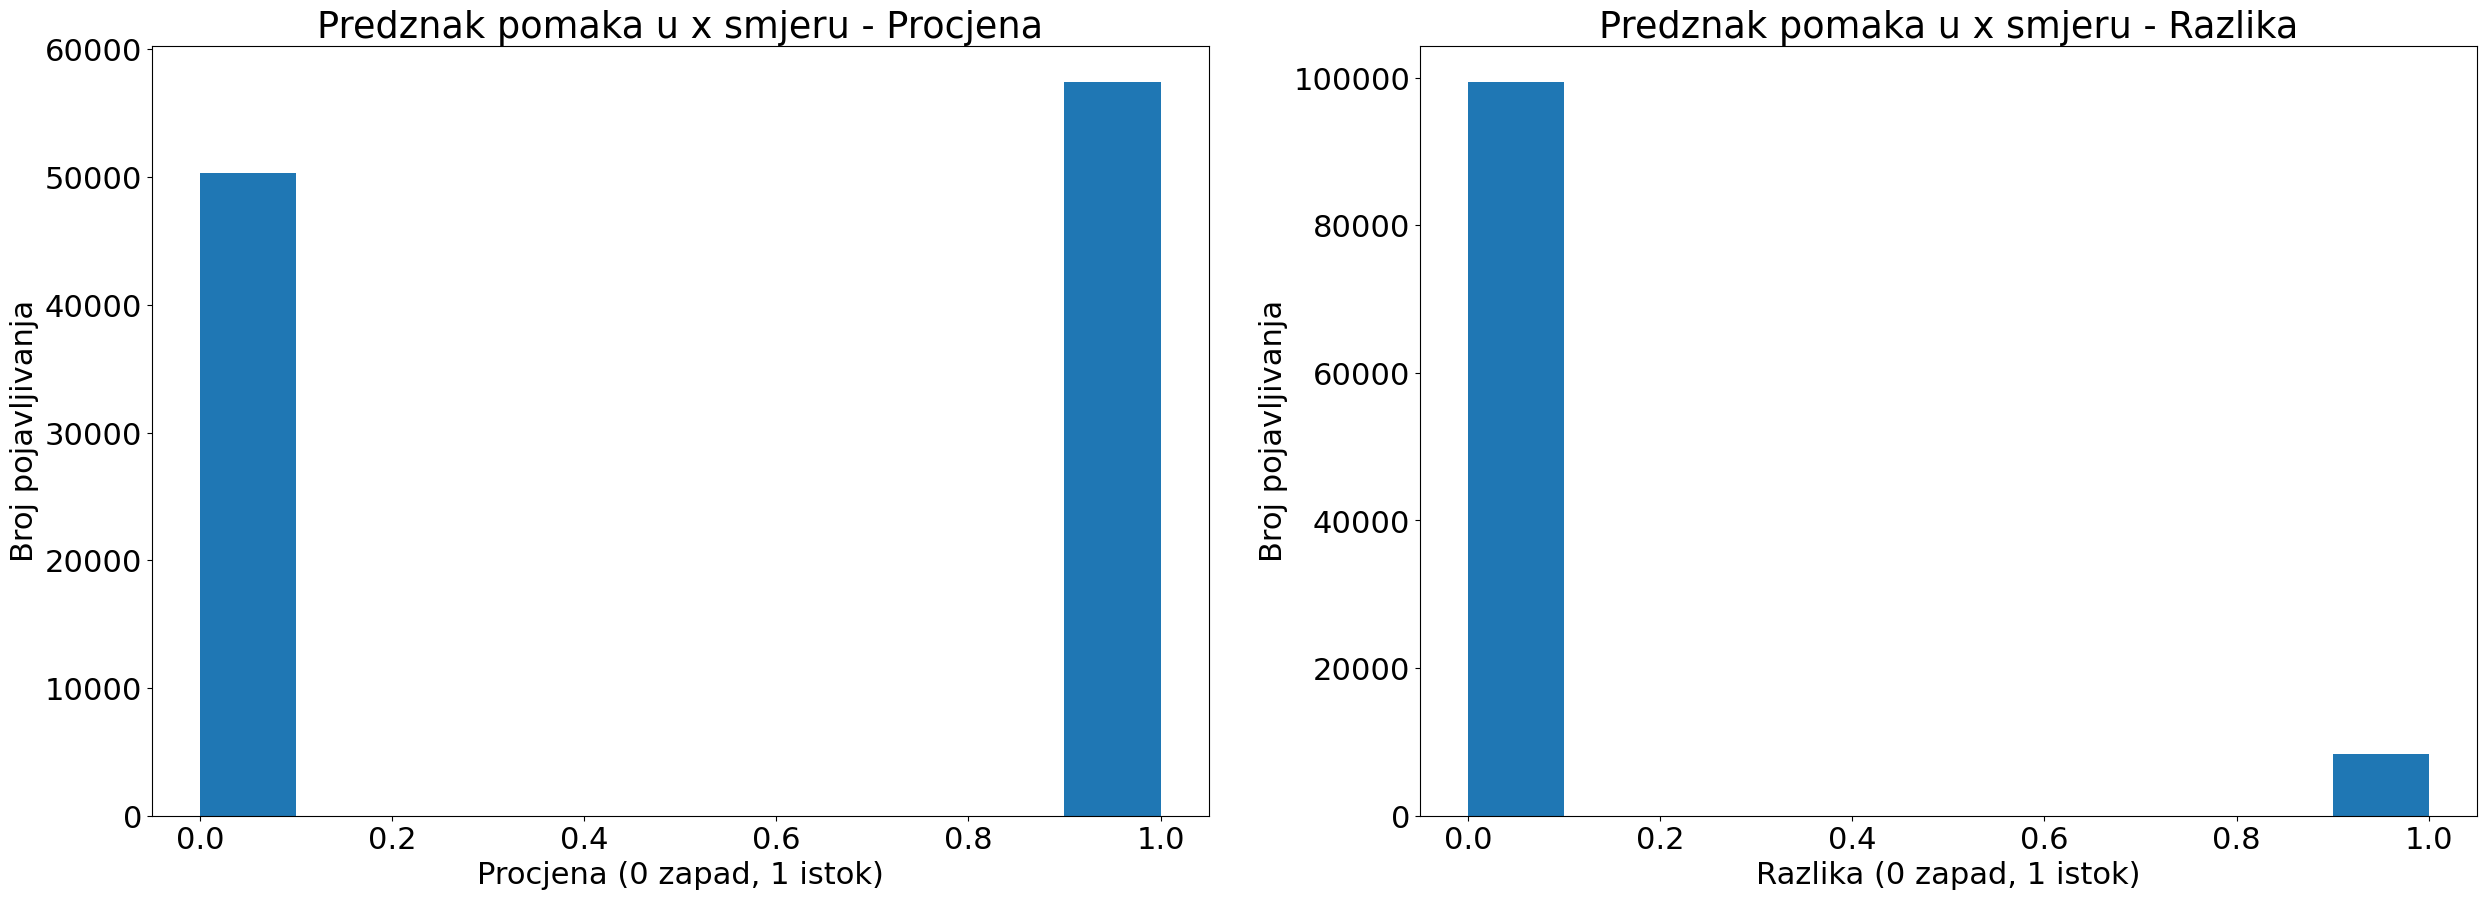 Predznak pomaka u x smjeru - Procjena
60000
50000
40000
30000
20000
10000
0
Broj pojavljivanja
0.0 0.2 0.4 0.6 0.8 1.0
Procjena (0 zapad, 1 istok)
Predznak pomaka u x smjeru - Razlika
100000
80000
60000
40000
20000
0
Broj pojavljivanja
0.0 0.2 0.4 0.6 0.8 1.0
Razlika (0 zapad, 1 istok)